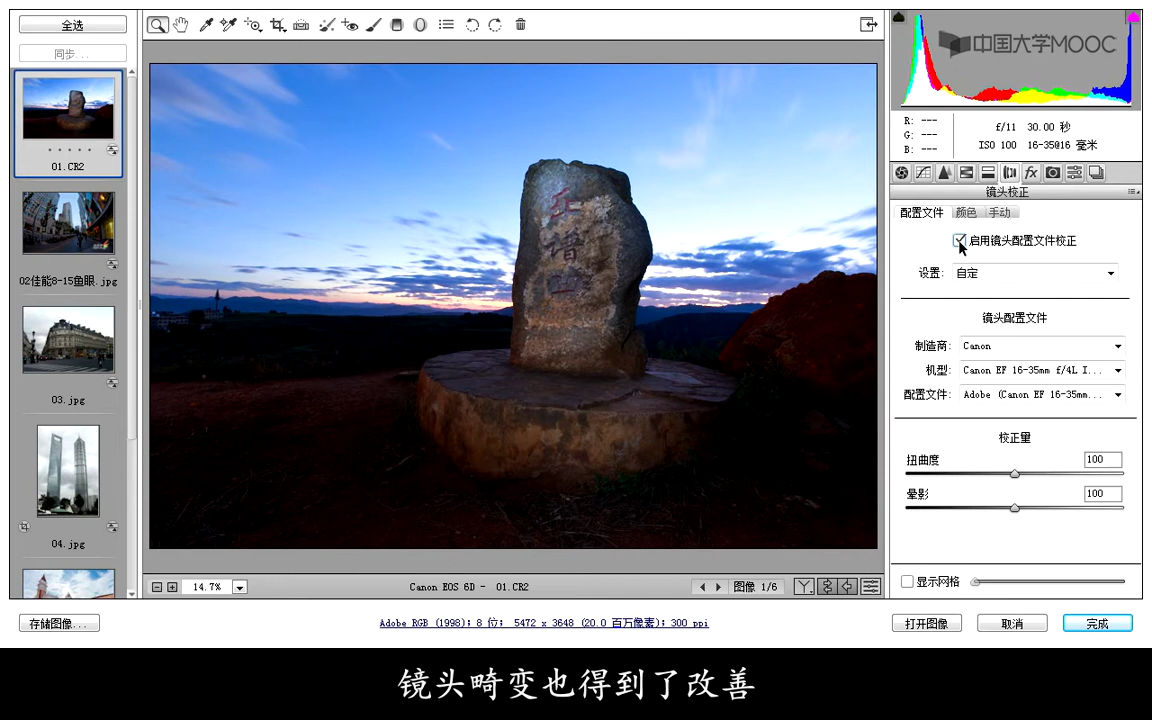 全选
同步...
01.CR2
02佳能8-15鱼眼.jpg
03.jpg
04.jpg
中国大学MOOC
R: ---
G: ---
B: ---
f/11 30.00 秒
ISO 100 16-35@16 毫米
fx
镜头校正
配置文件 颜色 手动
启用镜头配置文件校正
设置: 自定
镜头配置文件
制造商: Canon
机型: Canon EF 16-35mm f/4L I...
配置文件: Adobe (Canon EF 16-35mm...
校正量
扭曲度 100
晕影 100
显示网格
14.7%
Canon EOS 6D - 01.CR2
图像 1/6
存储图像...
Adobe RGB (1998); 8 位; 5472 x 3648 (20.0 百万像素); 300 ppi
打开图像
取消
完成
镜头畸变也得到了改善